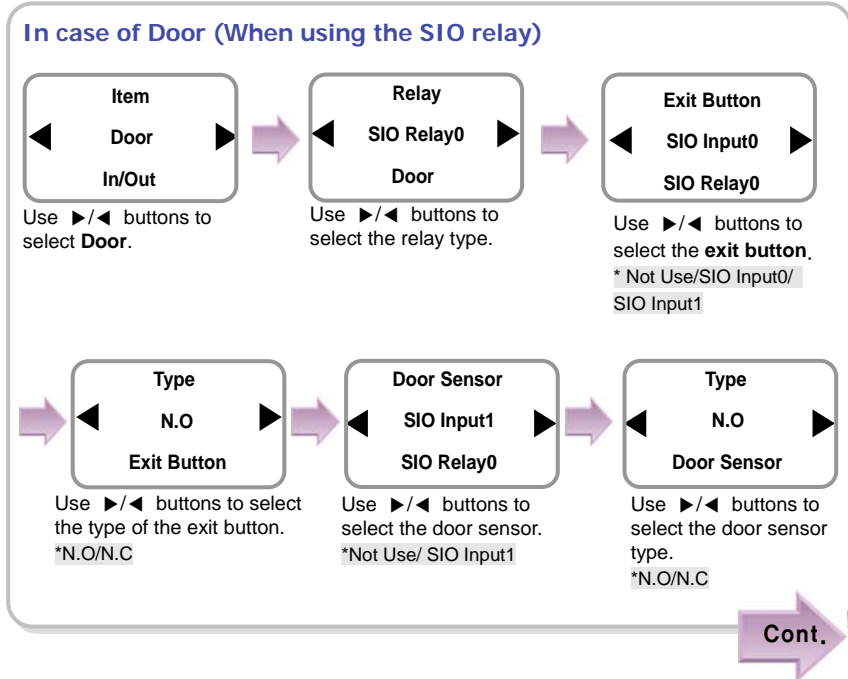 In case of Door (When using the SIO relay)
Item
Door
In/Out
Use ▶/◀ buttons to
select Door.
Relay
SIO Relay0
Door
Use ▶/◀ buttons to
select the relay type.
Exit Button
SIO Input0
SIO Relay0
Use ▶/◀ buttons to
select the exit button.
* Not Use/SIO Input0/
SIO Input1
Type
N.O
Exit Button
Use ▶/◀ buttons to select
the type of the exit button.
*N.O/N.C
Door Sensor
SIO Input1
SIO Relay0
Use ▶/◀ buttons to
select the door sensor.
*Not Use/ SIO Input1
Type
N.O
Door Sensor
Use ▶/◀ buttons to
select the door sensor
type.
*N.O/N.C
Cont.